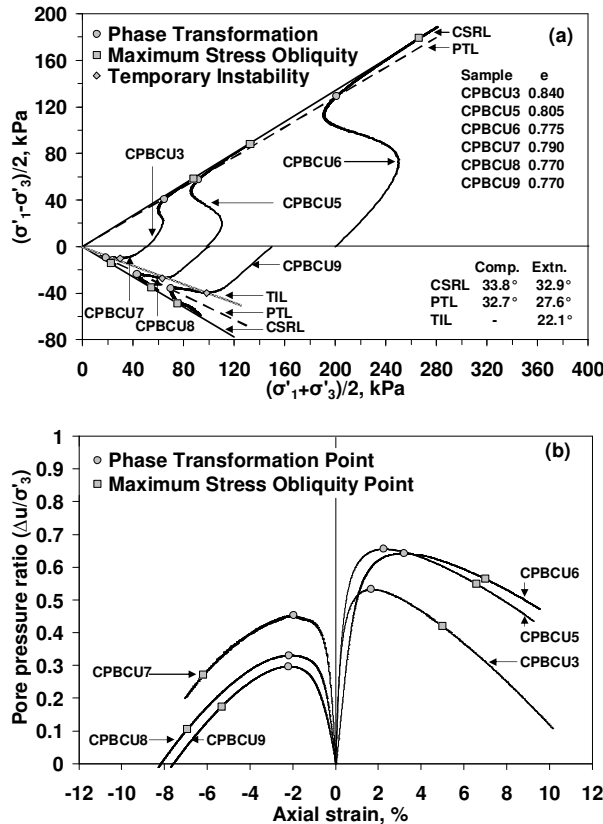 (a)
Phase Transformation
Maximum Stress Obliquity
Temporary Instability
CSRL
PTL
Sample e
CPBCU3 0.840
CPBCU5 0.805
CPBCU6 0.775
CPBCU7 0.790
CPBCU8 0.770
CPBCU9 0.770
CPBCU3
CPBCU6
CPBCU5
CPBCU9
CPBCU7
CPBCU8
TIL
PTL
CSRL
Comp. Extn.
CSRL 33.8° 32.9°
PTL 32.7° 27.6°
TIL - 22.1°
200
160
120
80
40
0
-40
-80
(σ'1-σ'3)/2, kPa
0 40 80 120 160 200 240 280 320 360 400
(σ'1+σ'3)/2, kPa
(b)
Phase Transformation Point
Maximum Stress Obliquity Point
CPBCU6
CPBCU5
CPBCU3
CPBCU7
CPBCU8
CPBCU9
1
0.9
0.8
0.7
0.6
0.5
0.4
0.3
0.2
0.1
0
Pore pressure ratio (Δu/σ'3)
-12 -10 -8 -6 -4 -2 0 2 4 6 8 10 12
Axial strain, %